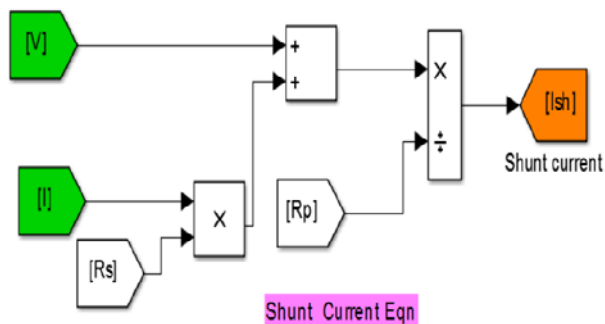 [V]
+
+
×
÷
[Ish]
Shunt current
[I]
×
[Rs]
[Rp]
Shunt Current Eqn